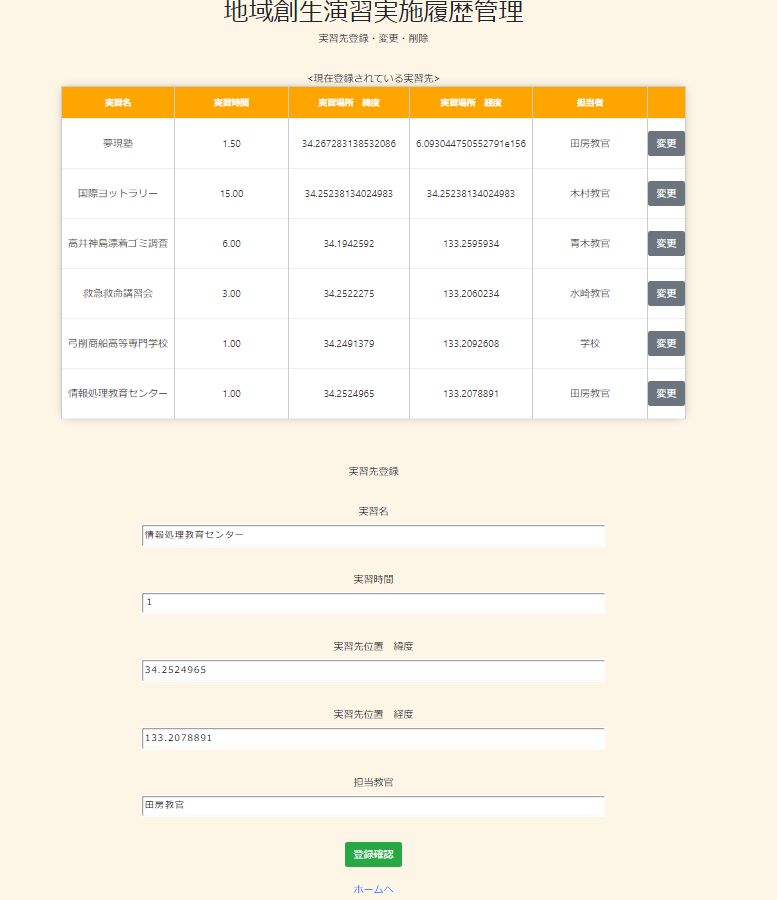 地域創生演習実施履歴管理
実習先登録・変更・削除
<現在登録されている実習先>
実習名 実習時間 実習場所　緯度 実習場所　経度 担当者
夢現塾 1.50 34.267283138532086 6.093044750552791e156 田房教官 変更
国際ヨットラリー 15.00 34.25238134024983 34.25238134024983 木村教官 変更
高井神島漂着ゴミ調査 6.00 34.1942592 133.2595934 青木教官 変更
救急救命講習会 3.00 34.2522275 133.2060234 水崎教官 変更
弓削商船高等専門学校 1.00 34.2491379 133.2092608 学校 変更
情報処理教育センター 1.00 34.2524965 133.2078891 田房教官 変更
実習先登録
実習名
情報処理教育センター
実習時間
1
実習先位置　緯度
34.2524965
実習先位置　経度
133.2078891
担当教官
田房教官
登録確認
ホームへ